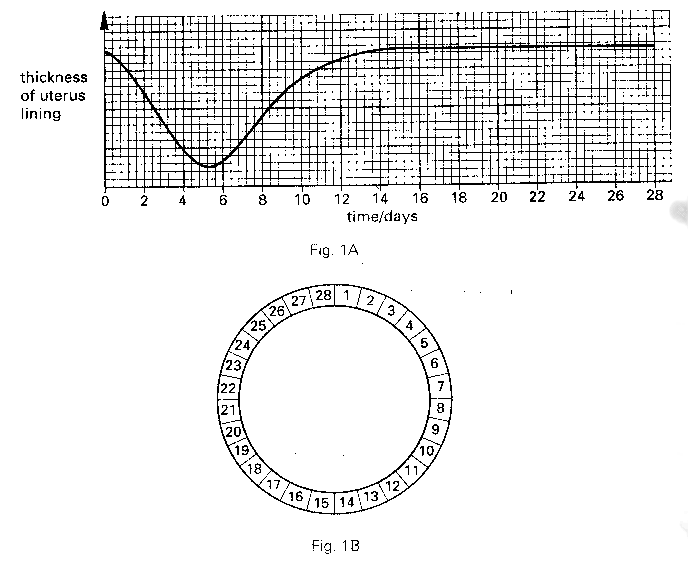 thickness
of uterus
lining
0 2 4 6 8 10 12 14 16 18 20 22 24 26 28
time/days
Fig. 1A
1 2 3 4 5 6 7 8 9 10 11 12 13 14 15 16 17 18 19 20 21 22 23 24 25 26 27 28
Fig. 1B